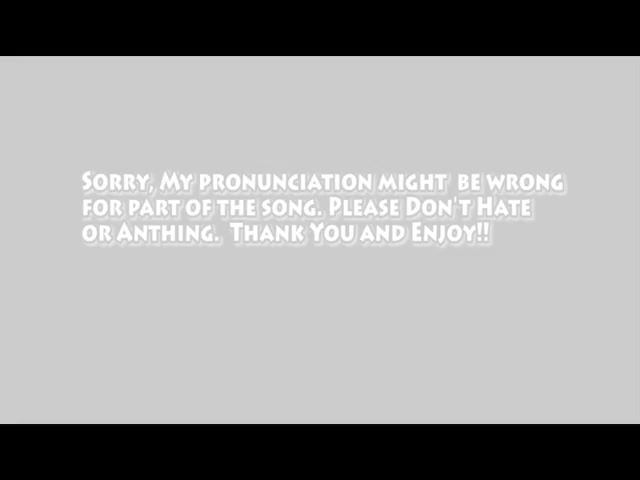 Sorry, My pronunciation might be wrong
for part of the song. Please Don't Hate
or Anthing. Thank You and Enjoy!!